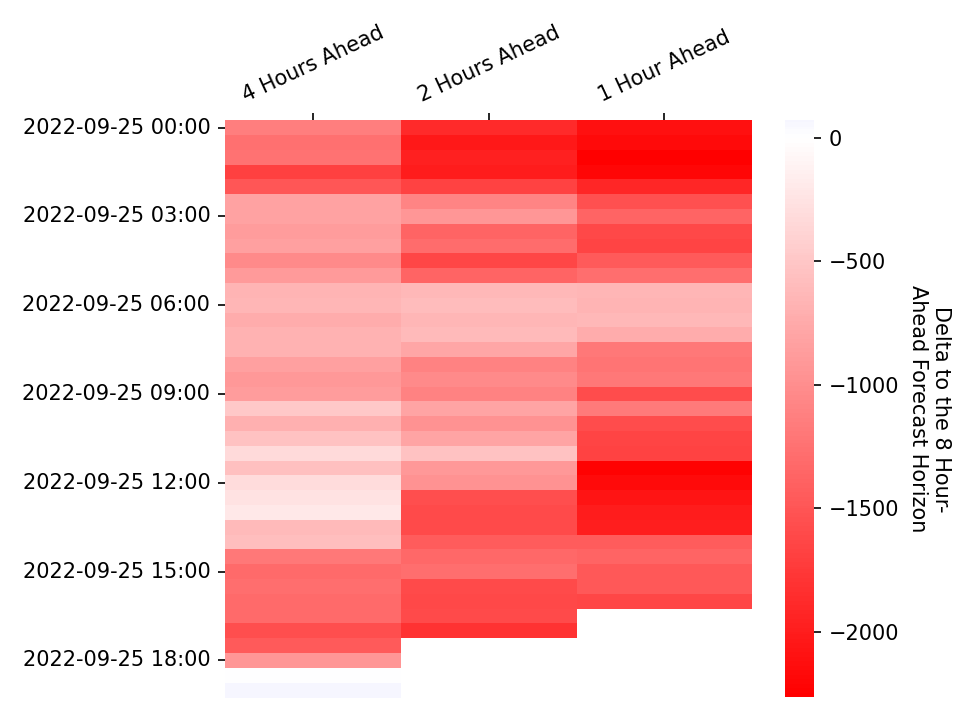 4 Hours Ahead
2 Hours Ahead
1 Hour Ahead
2022-09-25 00:00
2022-09-25 03:00
2022-09-25 06:00
2022-09-25 09:00
2022-09-25 12:00
2022-09-25 15:00
2022-09-25 18:00
0
−500
−1000
−1500
−2000
Delta to the 8 Hour-
Ahead Forecast Horizon